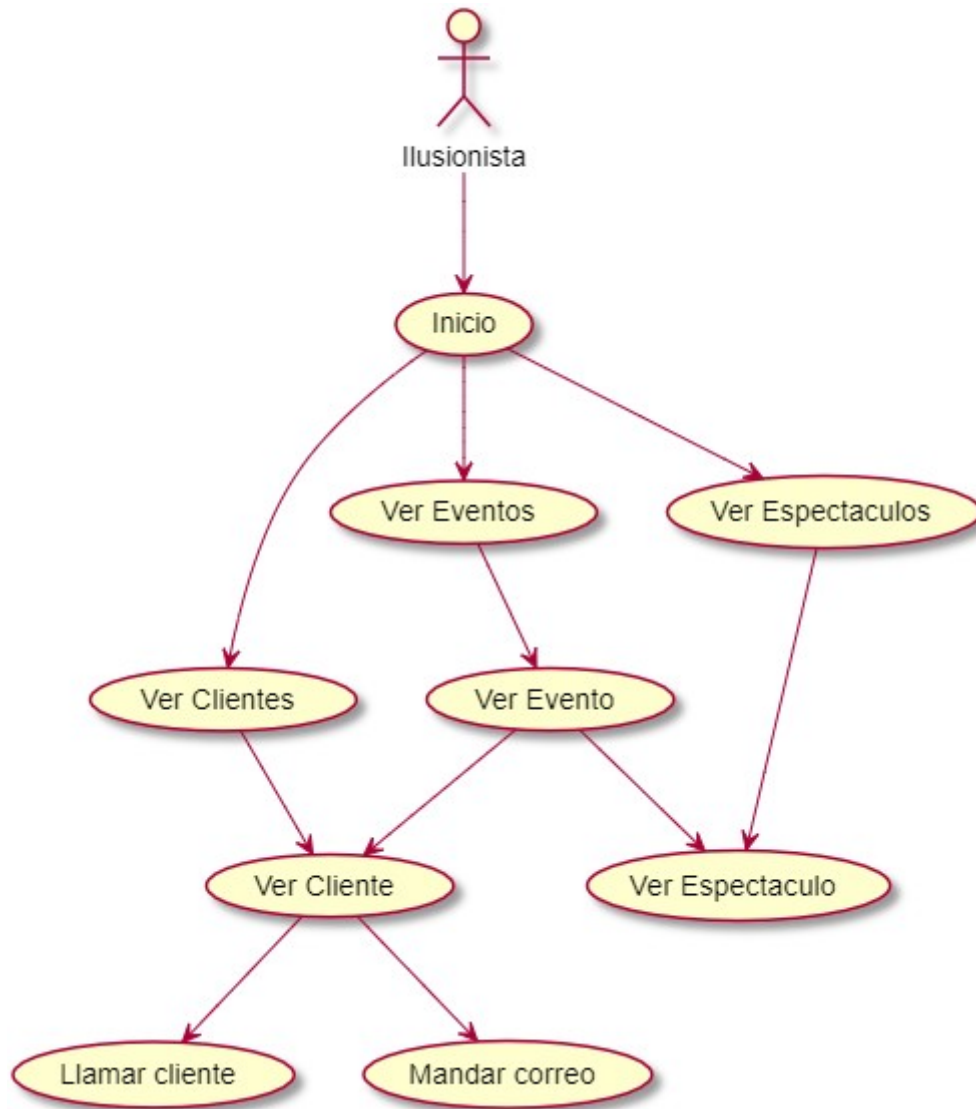 Ilusionista
Inicio
Ver Eventos
Ver Espectaculos
Ver Clientes
Ver Evento
Ver Cliente
Ver Espectaculo
Llamar cliente
Mandar correo